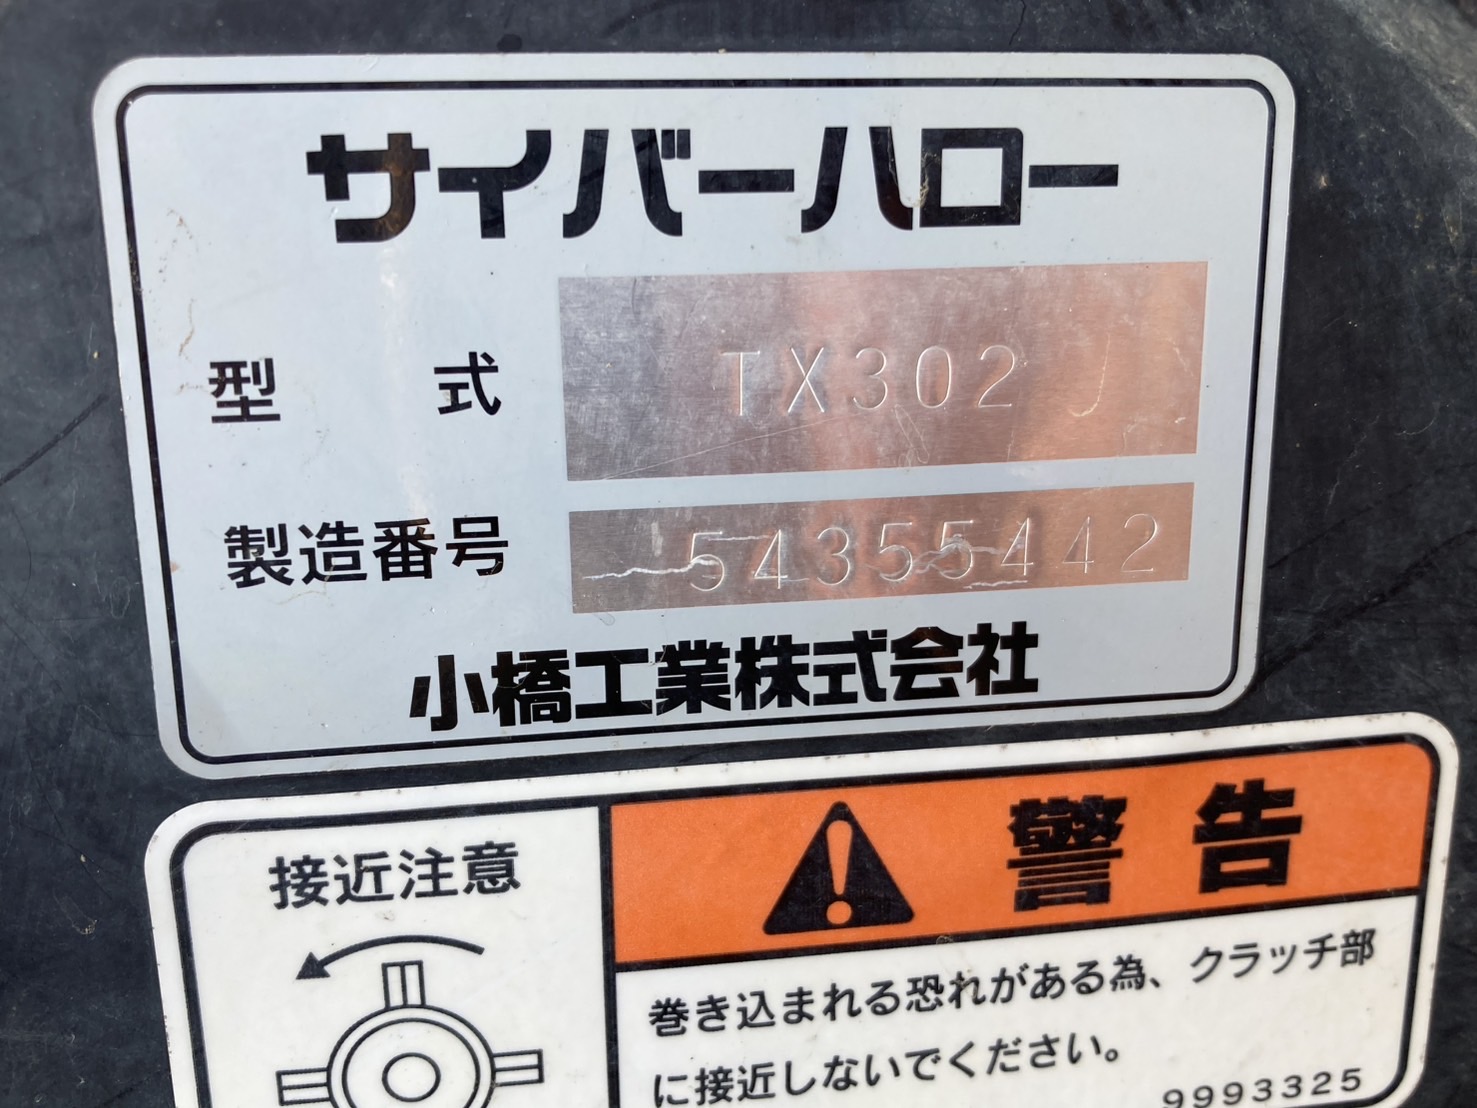 サイバーハロー
型式 TX302 J
製造番号 54355442
小橋工業株式会社
接近注意
警告
巻き込まれる恐れがある為、クラッチ部
に接近しないでください。
9993325